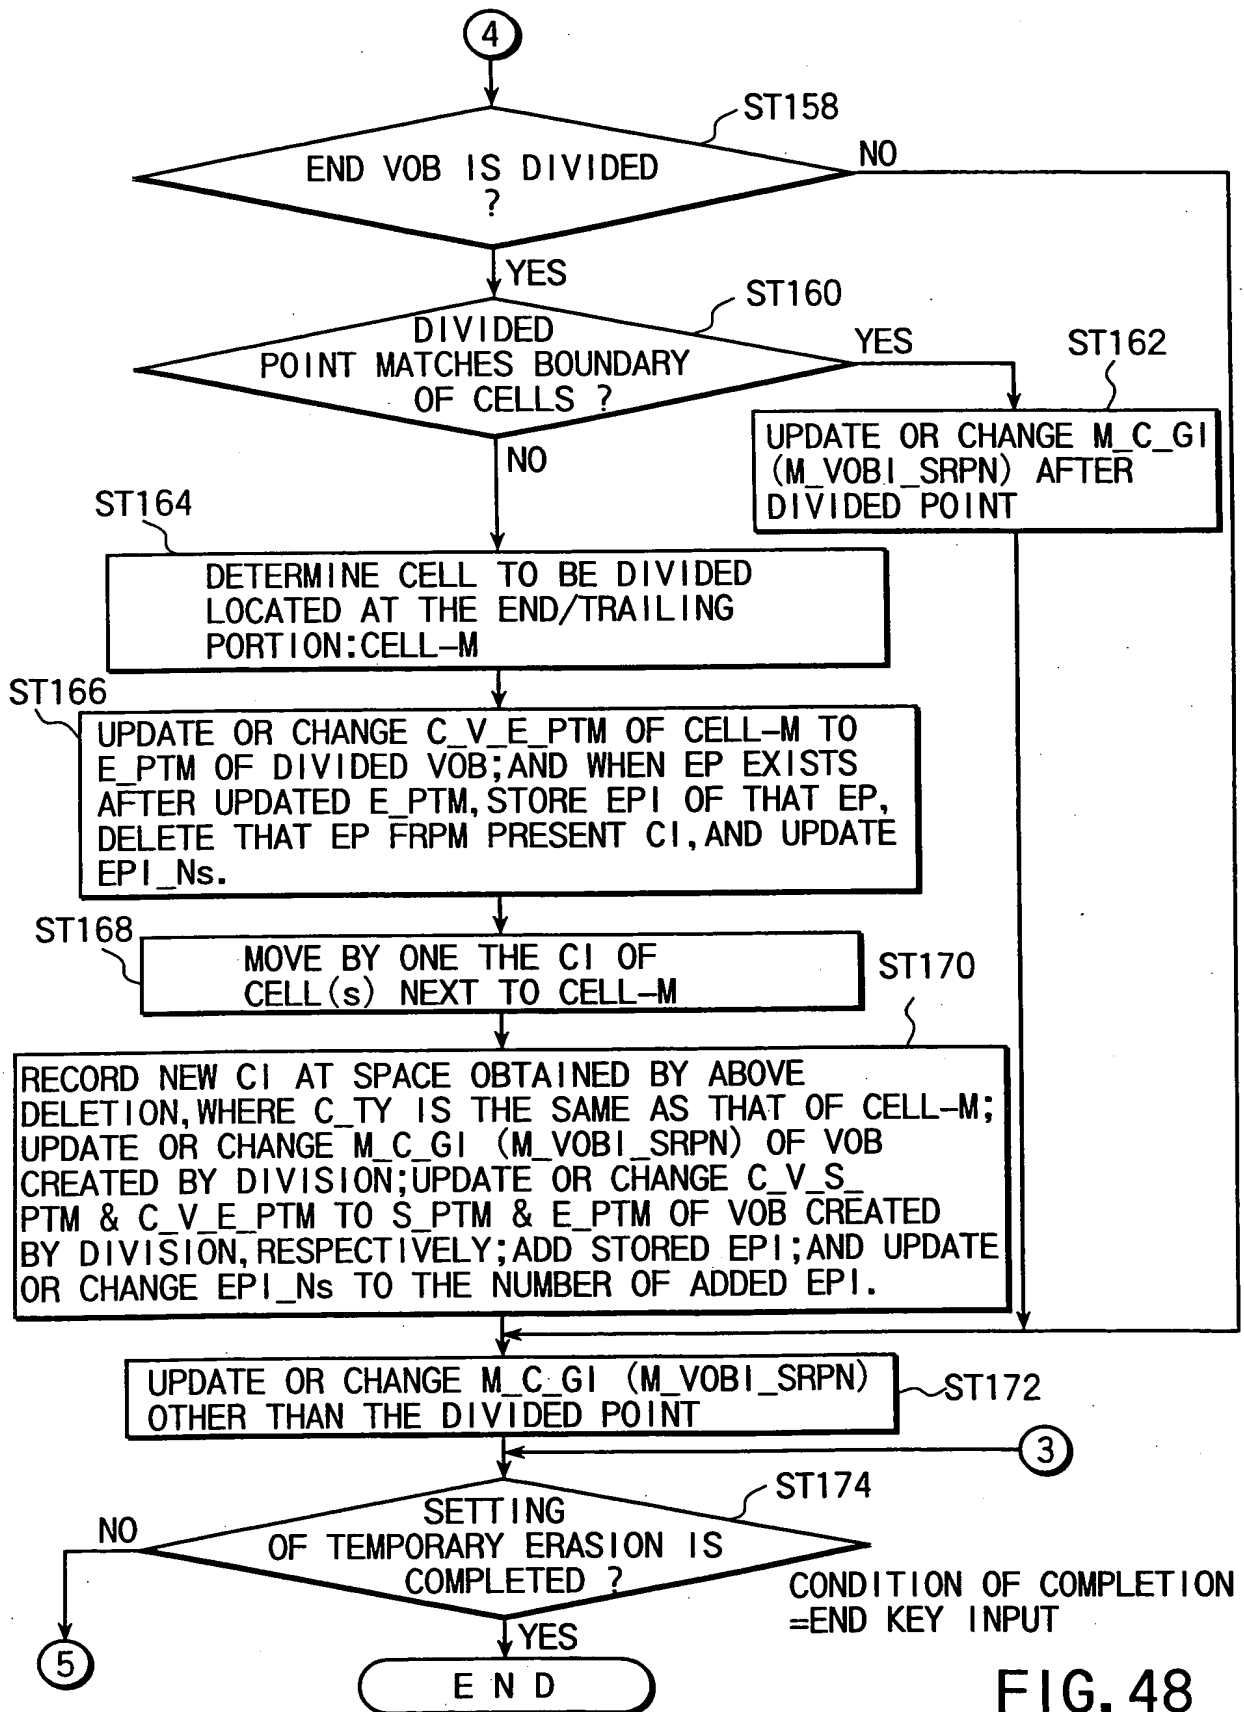 4
ST158
END VOB IS DIVIDED
?
NO
YES
ST160
DIVIDED
POINT MATCHES BOUNDARY
OF CELLS ?
YES
NO
ST162
UPDATE OR CHANGE M_C_GI
(M_VOBI_SRPN) AFTER
DIVIDED POINT
ST164
DETERMINE CELL TO BE DIVIDED
LOCATED AT THE END/TRAILING
PORTION:CELL-M
ST166
UPDATE OR CHANGE C_V_E_PTM OF CELL-M TO
E_PTM OF DIVIDED VOB;AND WHEN EP EXISTS
AFTER UPDATED E_PTM,STORE EPI OF THAT EP,
DELETE THAT EP FRPM PRESENT CI,AND UPDATE
EPI_Ns.
ST168
MOVE BY ONE THE CI OF
CELL(s) NEXT TO CELL-M
ST170
RECORD NEW CI AT SPACE OBTAINED BY ABOVE
DELETION,WHERE C_TY IS THE SAME AS THAT OF CELL-M;
UPDATE OR CHANGE M_C_GI (M_VOBI_SRPN) OF VOB
CREATED BY DIVISION;UPDATE OR CHANGE C_V_S_
PTM & C_V_E_PTM TO S_PTM & E_PTM OF VOB CREATED
BY DIVISION,RESPECTIVELY;ADD STORED EPI;AND UPDATE
OR CHANGE EPI_Ns TO THE NUMBER OF ADDED EPI.
UPDATE OR CHANGE M_C_GI (M_VOBI_SRPN)
OTHER THAN THE DIVIDED POINT
ST172
3
ST174
SETTING
OF TEMPORARY ERASION IS
COMPLETED ?
NO
YES
CONDITION OF COMPLETION
=END KEY INPUT
5
END
FIG. 48